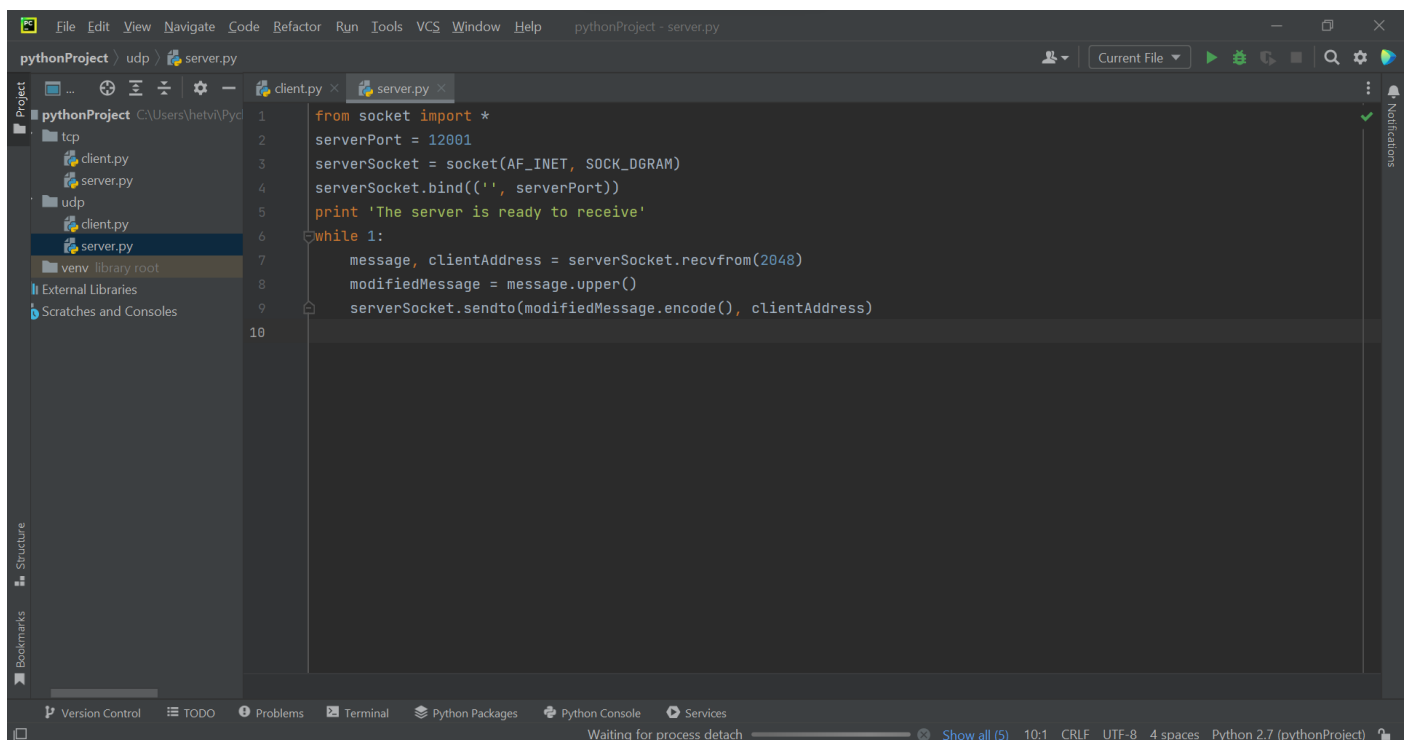 PC File Edit View Navigate Code Refactor Run Tools VCS Window Help pythonProject - server.py
pythonProject udp server.py Current File
Project ... client.py server.py
pythonProject C:\Users\hetvi\Pyc
tcp
client.py
server.py
udp
client.py
server.py
venv library root
External Libraries
Scratches and Consoles
1 from socket import *
2 serverPort = 12001
3 serverSocket = socket(AF_INET, SOCK_DGRAM)
4 serverSocket.bind(('', serverPort))
5 print 'The server is ready to receive'
6 while 1:
7 message, clientAddress = serverSocket.recvfrom(2048)
8 modifiedMessage = message.upper()
9 serverSocket.sendto(modifiedMessage.encode(), clientAddress)
10
Notifications
Structure
Bookmarks
Version Control TODO Problems Terminal Python Packages Python Console Services
Waiting for process detach Show all (5) 10:1 CRLF UTF-8 4 spaces Python 2.7 (pythonProject)